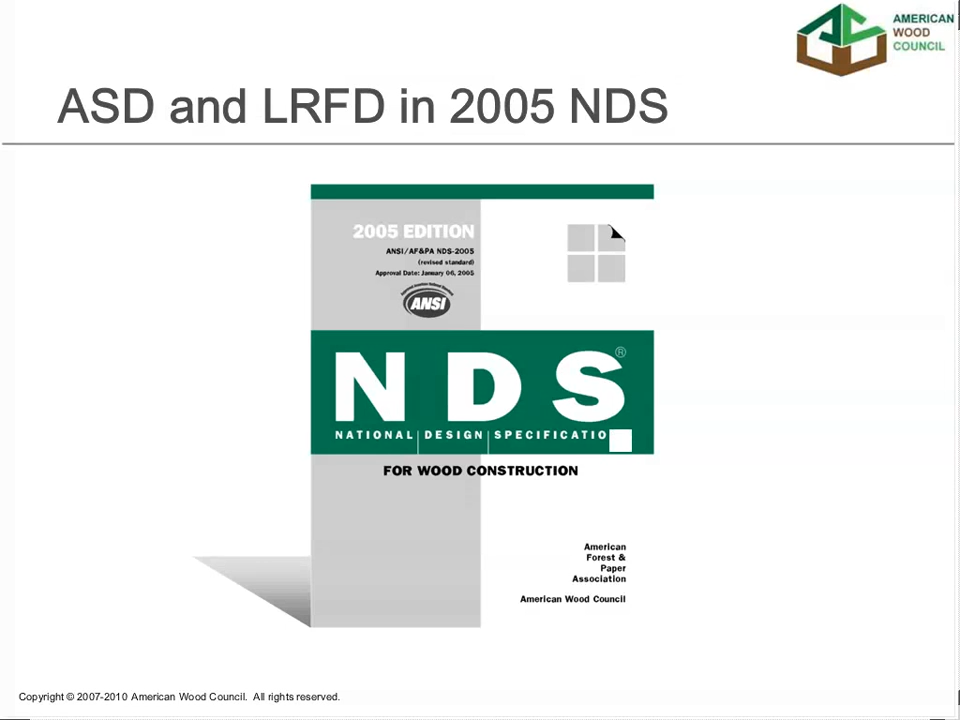 AMERICAN
WOOD
COUNCIL
ASD and LRFD in 2005 NDS
2005 EDITION
ANSI/AF&PA NDS-2005
(revised standard)
Approval Date: January 06, 2005
ANSI
NDS®
NATIONAL DESIGN SPECIFICATIO
FOR WOOD CONSTRUCTION
American
Forest &
Paper
Association
American Wood Council
Copyright © 2007-2010 American Wood Council. All rights reserved.